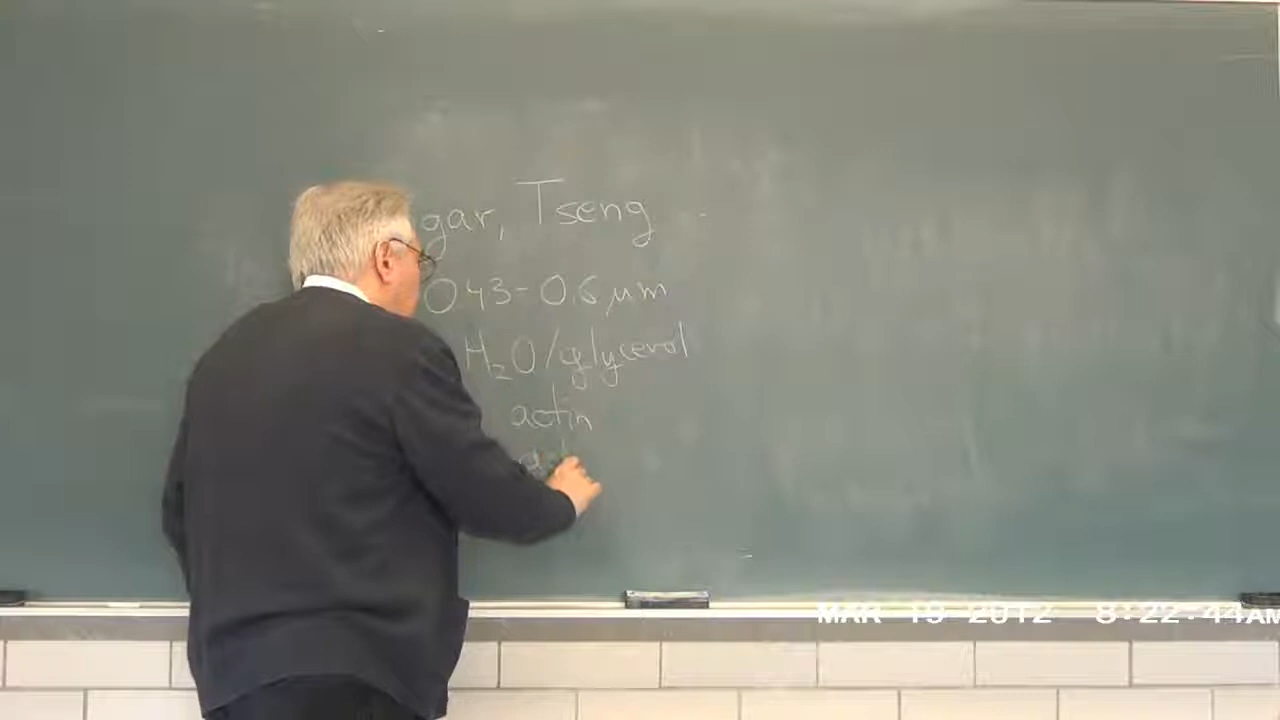 gar, Tseng
043-0.6 μm
H₂O/glycerol
actin
MAR 19 2012 8:22:44AM